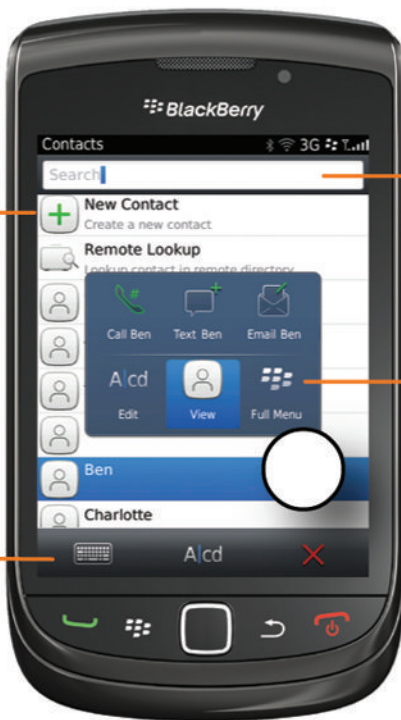 BlackBerry
Contacts 3G
Search
New Contact
Create a new contact
Remote Lookup
Lookup contact in remote directory
Call Ben Text Ben Email Ben
A|cd
Edit View Full Menu
Ben
Charlotte
A|cd